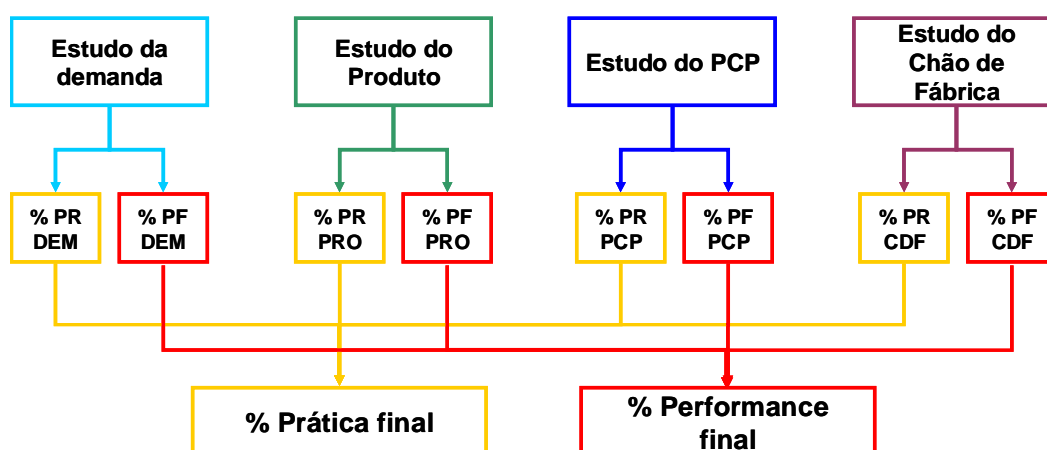 Estudo da
demanda
Estudo do
Produto
Estudo do PCP
Estudo do
Chão de
Fábrica
% PR
DEM
% PF
DEM
% PR
PRO
% PF
PRO
% PR
PCP
% PF
PCP
% PR
CDF
% PF
CDF
% Prática final
% Performance
final